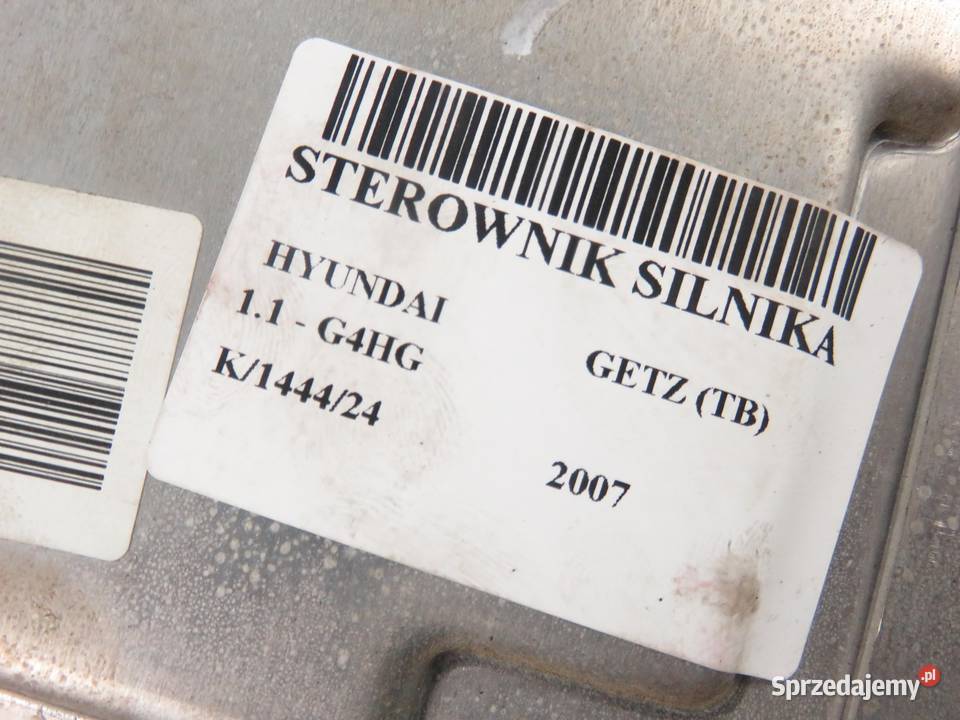 STEROWNIK SILNIKA
HYUNDAI
GETZ (TB)
1.1 - G4HG
K/1444/24
2007
Sprzedajemy.pl